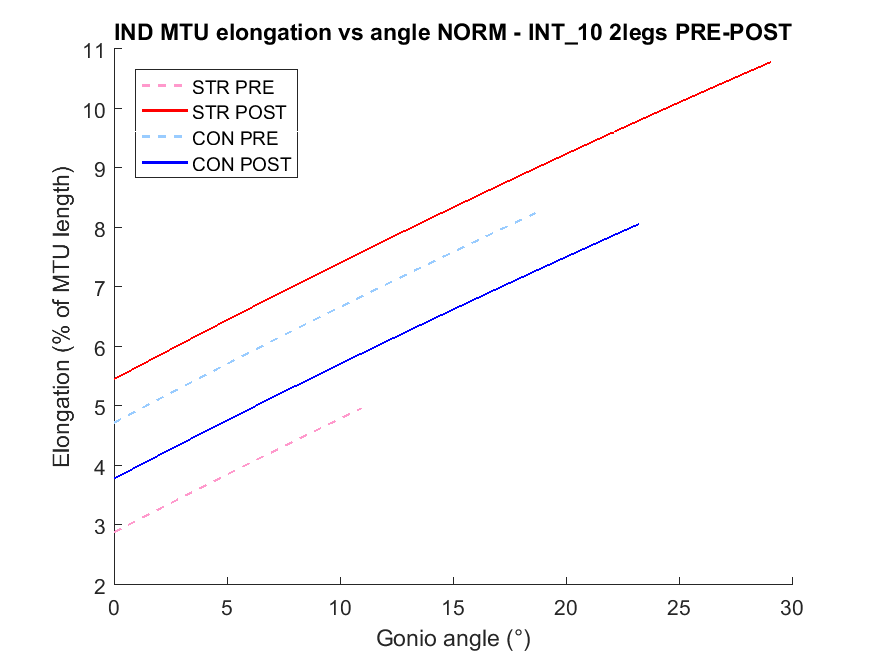 IND MTU elongation vs angle NORM - INT_10 2legs PRE-POST
11
10
9
8
7
6
5
4
3
2
Elongation (% of MTU length)
STR PRE
STR POST
CON PRE
CON POST
0 5 10 15 20 25 30
Gonio angle (°)